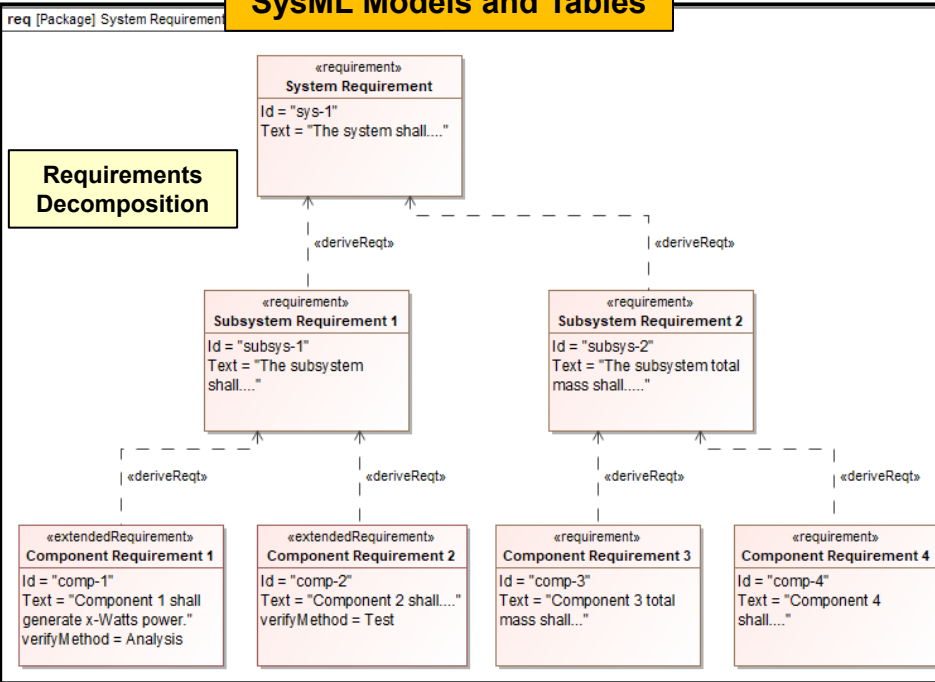 SysML Models and Tables
req [Package] System Requirement
«requirement»
System Requirement
Id = "sys-1"
Text = "The system shall...."
Requirements
Decomposition
«deriveReqt»
«deriveReqt»
«requirement»
Subsystem Requirement 1
Id = "subsys-1"
Text = "The subsystem
shall...."
«requirement»
Subsystem Requirement 2
Id = "subsys-2"
Text = "The subsystem total
mass shall....."
«deriveReqt»
«deriveReqt»
«deriveReqt»
«deriveReqt»
«extendedRequirement»
Component Requirement 1
Id = "comp-1"
Text = "Component 1 shall
generate x-Watts power."
verifyMethod = Analysis
«extendedRequirement»
Component Requirement 2
Id = "comp-2"
Text = "Component 2 shall...."
verifyMethod = Test
«requirement»
Component Requirement 3
Id = "comp-3"
Text = "Component 3 total
mass shall..."
«requirement»
Component Requirement 4
Id = "comp-4"
Text = "Component 4
shall...."